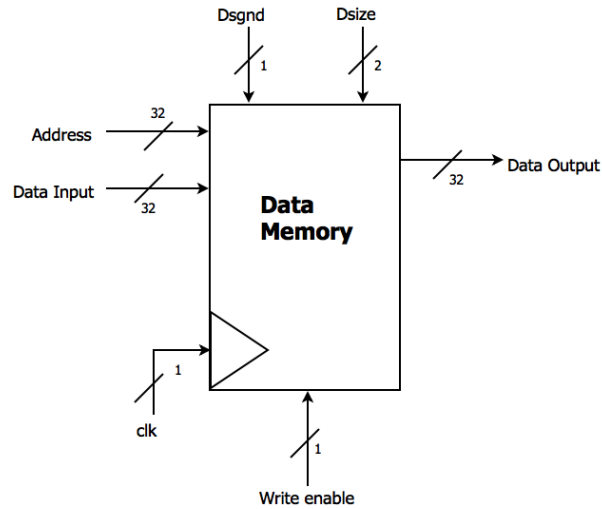 Dsgnd
Dsize
1
2
32
Address
Data Output
32
Data Input
32
Data
Memory
1
clk
1
Write enable